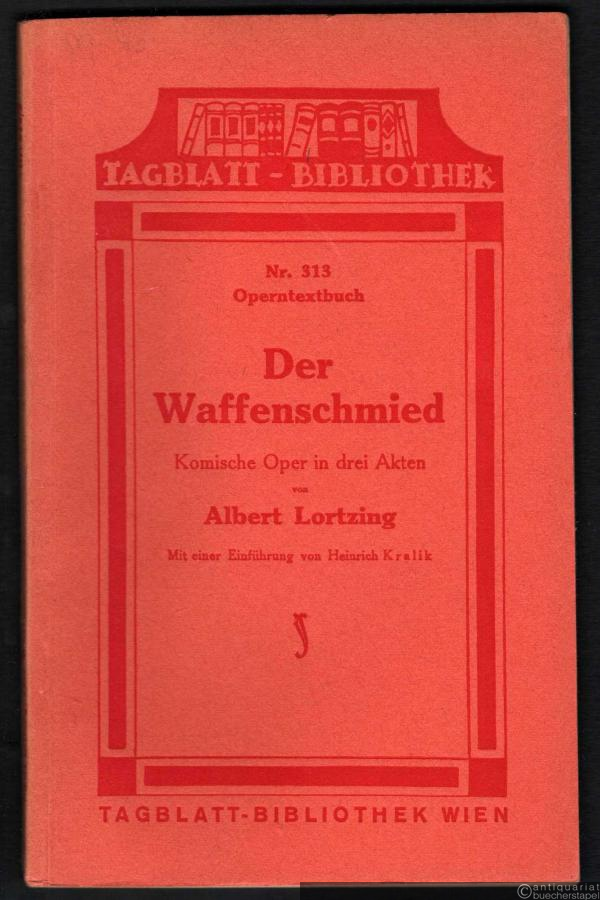 TAGBLATT-BIBLIOTHEK
Nr. 313
Operntextbuch
Der
Waffenschmied
Komische Oper in drei Akten
von
Albert Lortzing
Mit einer Einführung von Heinrich Kralik
TAGBLATT-BIBLIOTHEK WIEN
©antiquariat
buecherstapel